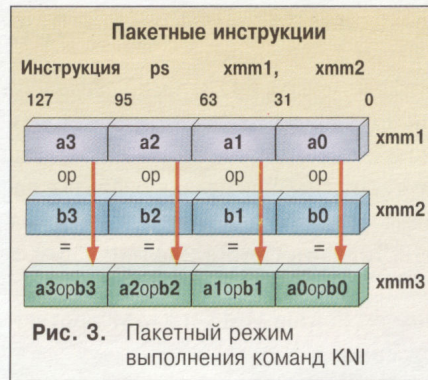 Пакетные инструкции
Инструкция ps xmm1, xmm2
127 95 63 31 0
a3 a2 a1 a0 xmm1
op op op op
b3 b2 b1 b0 xmm2
= = = =
a3opb3 a2opb2 a1opb1 a0opb0 xmm3
Рис. 3. Пакетный режим
выполнения команд KNI